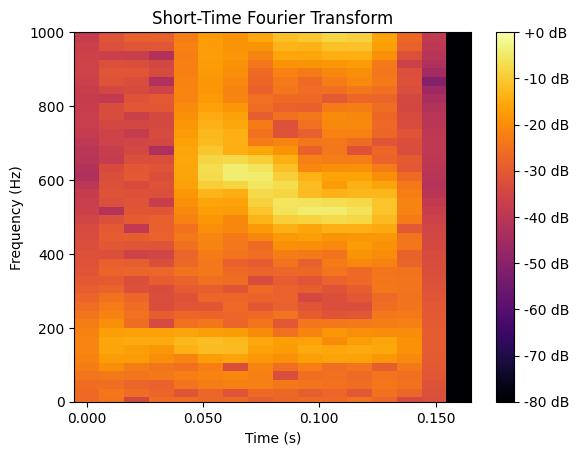 Short-Time Fourier Transform
1000
800
600
400
200
0
Frequency (Hz)
0.000
0.050
0.100
0.150
Time (s)
+0 dB
-10 dB
-20 dB
-30 dB
-40 dB
-50 dB
-60 dB
-70 dB
-80 dB